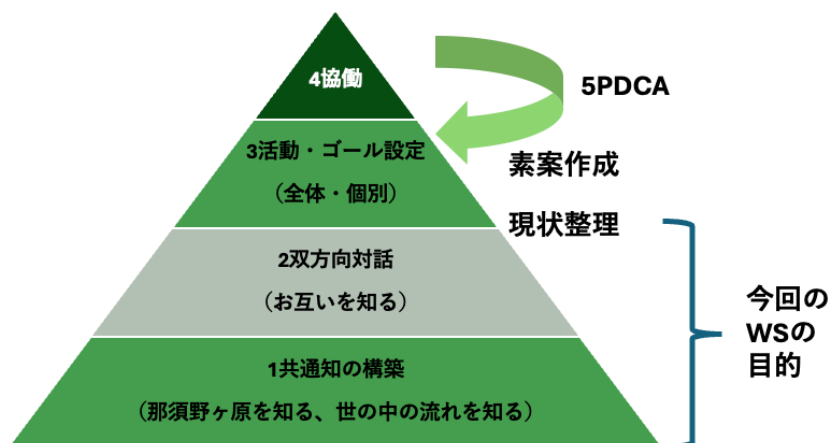 4協働
5PDCA
3活動・ゴール設定
（全体・個別）
素案作成
現状整理
2双方向対話
（お互いを知る）
今回の
WSの
目的
1共通知の構築
（那須野ヶ原を知る、世の中の流れを知る）